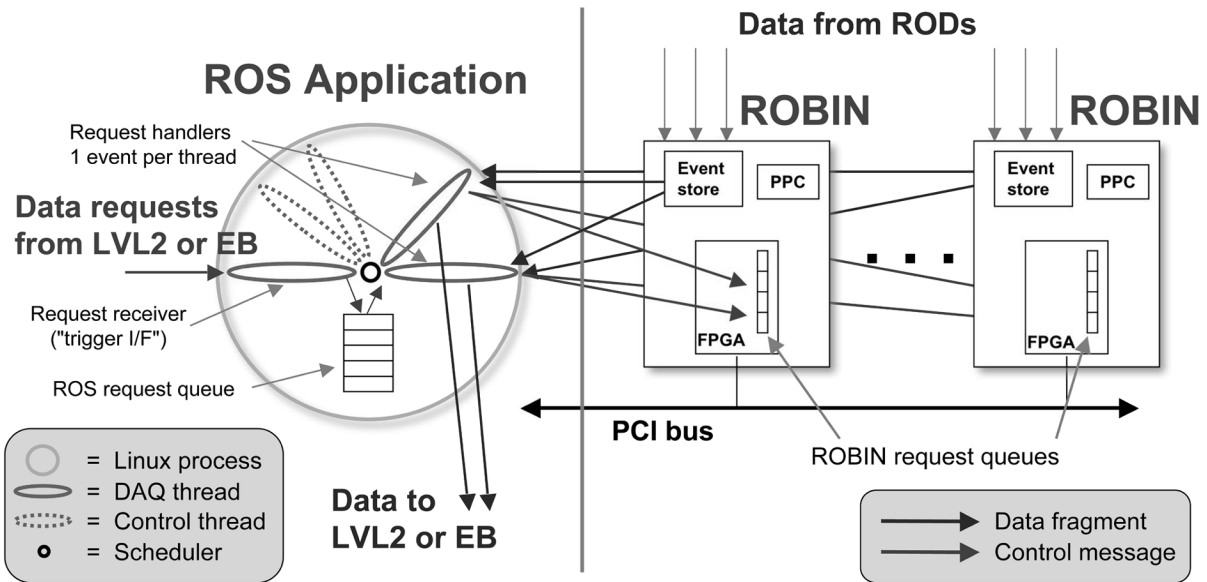 Data from RODs
ROS Application
ROBIN
ROBIN
Request handlers
1 event per thread
Event
store
PPC
Event
store
PPC
Data requests
from LVL2 or EB
Request receiver
("trigger I/F")
FPGA
FPGA
ROS request queue
PCI bus
ROBIN request queues
= Linux process
= DAQ thread
= Control thread
= Scheduler
Data to
LVL2 or EB
Data fragment
Control message